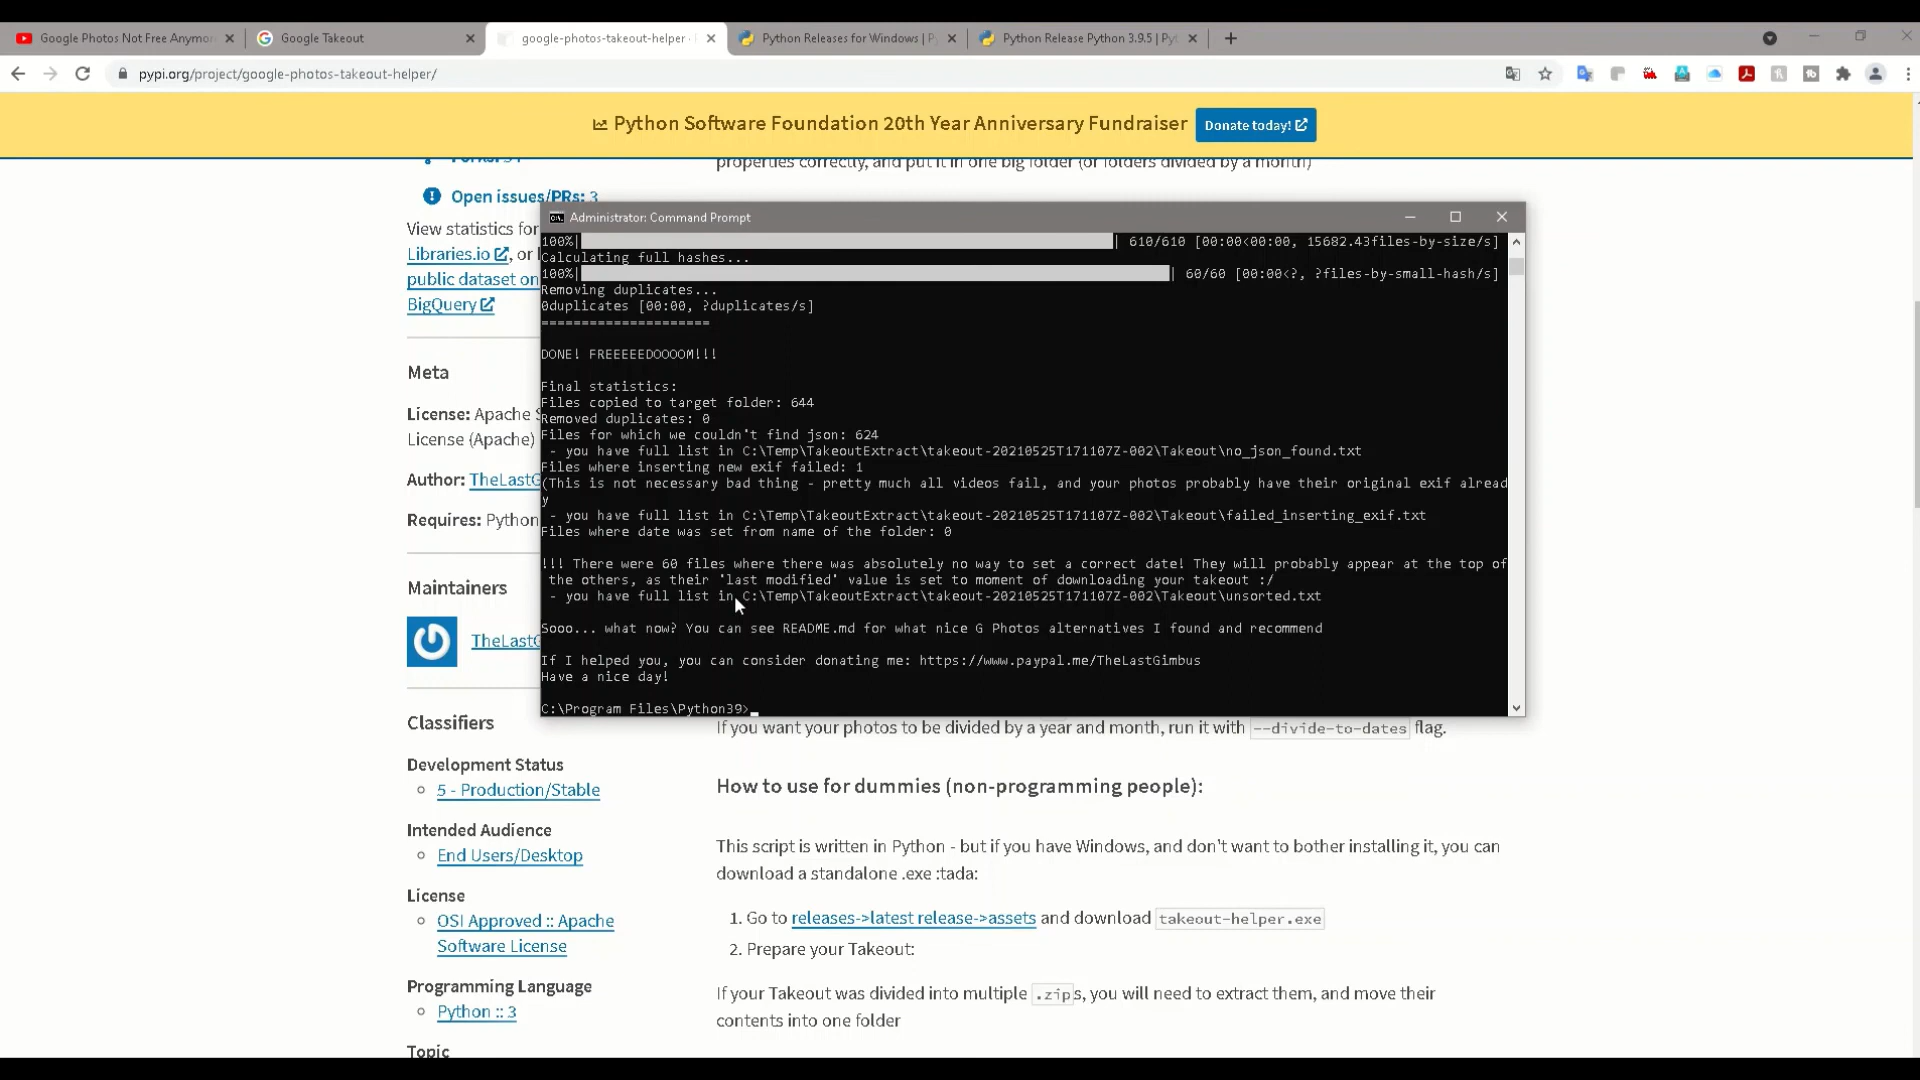 Google Photos Not Free Anymo
Google Takeout
google-photos-takeout-helper ·
Python Releases for Windows | Py
Python Release Python 3.9.5 | Pyt
pypi.org/project/google-photos-takeout-helper/
Python Software Foundation 20th Year Anniversary Fundraiser
Donate today!
properties correctly, and put it in one big folder (or folders divided by a month)
Open issues/PRs: 3
View statistics for
Libraries.io, or
public dataset on
BigQuery
Meta
License: Apache S
License (Apache)
Author: TheLastG
Requires: Python
Maintainers
TheLastG
Classifiers
Development Status
5 - Production/Stable
Intended Audience
End Users/Desktop
License
OSI Approved :: Apache
Software License
Programming Language
Python :: 3
Topic
Administrator: Command Prompt
100%| | 610/610 [00:00<00:00, 15682.43files-by-size/s]
Calculating full hashes...
100%| | 60/60 [00:00<?, ?files-by-small-hash/s]
Removing duplicates...
0duplicates [00:00, ?duplicates/s]
=====================
DONE! FREEEEEDOOOOM!!!
Final statistics:
Files copied to target folder: 644
Removed duplicates: 0
Files for which we couldn't find json: 624
- you have full list in C:\Temp\TakeoutExtract\takeout-20210525T171107Z-002\Takeout\no_json_found.txt
Files where inserting new exif failed: 1
(This is not necessary bad thing - pretty much all videos fail, and your photos probably have their original exif alread
y
- you have full list in C:\Temp\TakeoutExtract\takeout-20210525T171107Z-002\Takeout\failed_inserting_exif.txt
Files where date was set from name of the folder: 0
!!! There were 60 files where there was absolutely no way to set a correct date! They will probably appear at the top of
the others, as their 'last modified' value is set to moment of downloading your takeout :/
- you have full list in C:\Temp\TakeoutExtract\takeout-20210525T171107Z-002\Takeout\unsorted.txt
Sooo... what now? You can see README.md for what nice G Photos alternatives I found and recommend
If I helped you, you can consider donating me: https://www.paypal.me/TheLastGimbus
Have a nice day!
C:\Program Files\Python39>
If you want your photos to be divided by a year and month, run it with --divide-to-dates flag.
How to use for dummies (non-programming people):
This script is written in Python - but if you have Windows, and don't want to bother installing it, you can
download a standalone .exe :tada:
1. Go to releases->latest release->assets and download takeout-helper.exe
2. Prepare your Takeout:
If your Takeout was divided into multiple .zips, you will need to extract them, and move their
contents into one folder